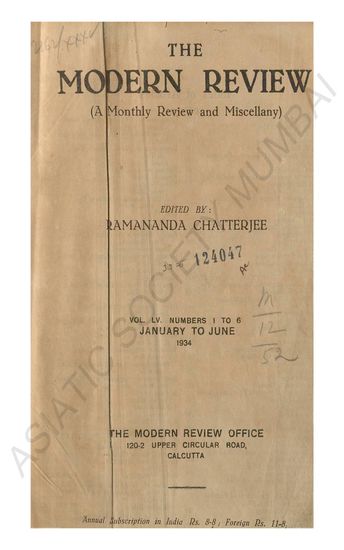 THE
MODERN REVIEW
(A Monthly Review and Miscellany)
EDITED BY:
RAMANANDA CHATTERJEE
124047
VOL. LV. NUMBERS 1 TO 6
JANUARY TO JUNE
1934
M
12
52
THE MODERN REVIEW OFFICE
120-2 UPPER CIRCULAR ROAD,
CALCUTTA
Annual Subscription in India Rs. 8-8; Foreign Rs. 11-8.
ASIATIC SOCIETY MUMBAI